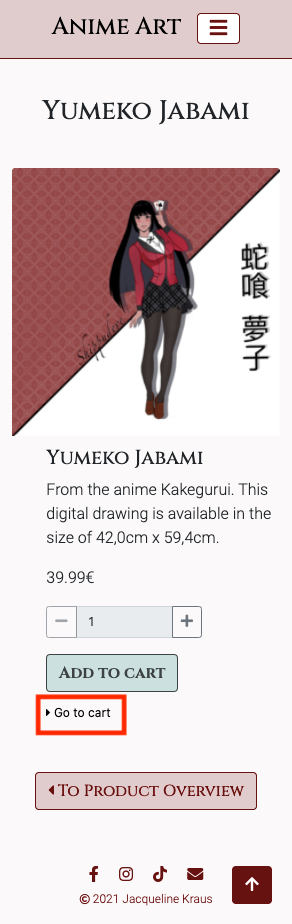 Anime Art
Yumeko Jabami
蛇喰 夢子
Yumeko Jabami
From the anime Kakegurui. This
digital drawing is available in the
size of 42,0cm x 59,4cm.
39.99€
1
Add to cart
Go to cart
To Product Overview
© 2021 Jacqueline Kraus